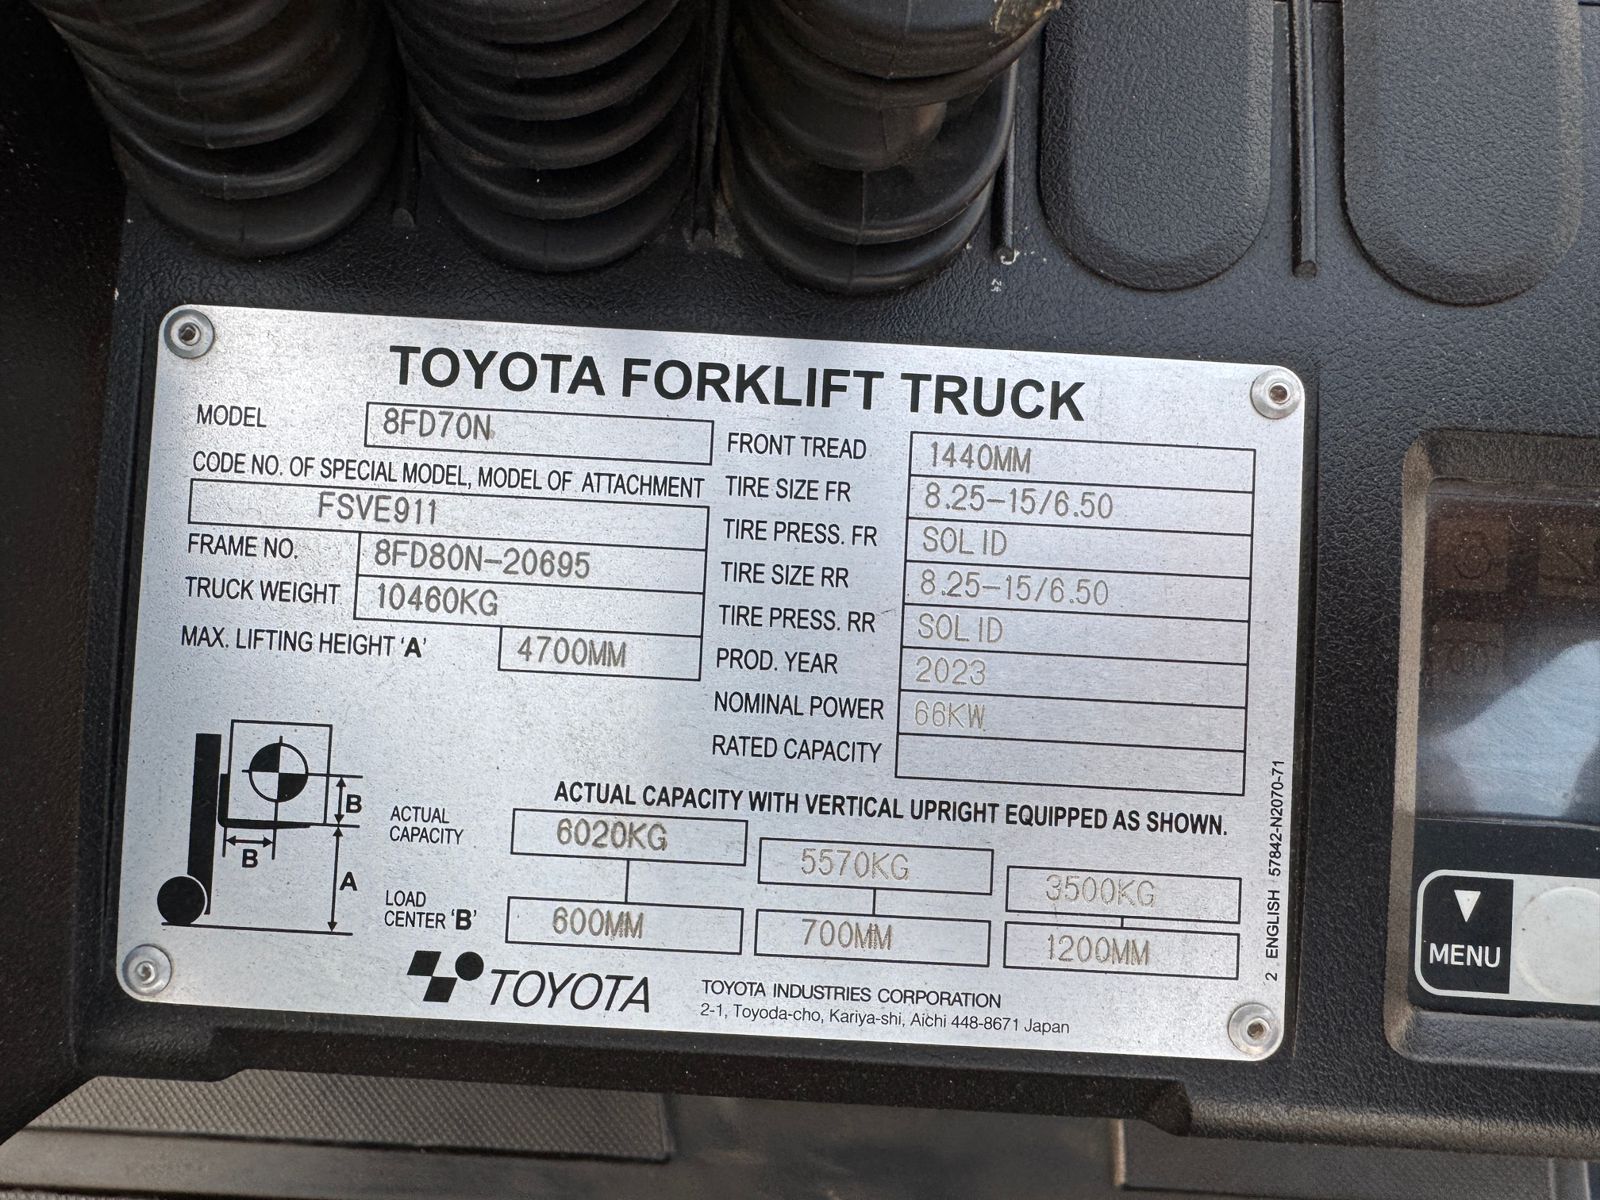 TOYOTA FORKLIFT TRUCK
MODEL 8FD70N
CODE NO. OF SPECIAL MODEL, MODEL OF ATTACHMENT
FSVE911
FRAME NO. 8FD80N-20695
TRUCK WEIGHT 10460KG
MAX. LIFTING HEIGHT 'A' 4700MM
FRONT TREAD 1440MM
TIRE SIZE FR 8.25-15/6.50
TIRE PRESS. FR SOLID
TIRE SIZE RR 8.25-15/6.50
TIRE PRESS. RR SOLID
PROD. YEAR 2023
NOMINAL POWER 66KW
RATED CAPACITY
B
B
A
ACTUAL CAPACITY WITH VERTICAL UPRIGHT EQUIPPED AS SHOWN.
ACTUAL CAPACITY 6020KG 5570KG 3500KG
LOAD CENTER 'B' 600MM 700MM 1200MM
TOYOTA
TOYOTA INDUSTRIES CORPORATION
2-1, Toyoda-cho, Kariya-shi, Aichi 448-8671 Japan
2 ENGLISH 57842-N2070-71
MENU